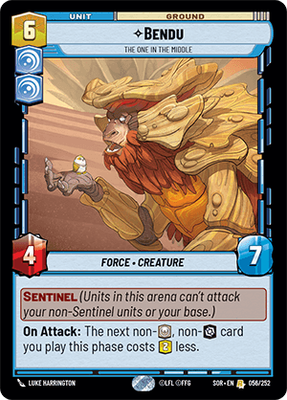 UNIT GROUND
6
✧BENDU
THE ONE IN THE MIDDLE
4
7
FORCE • CREATURE
SENTINEL (Units in this arena can't attack
your non-Sentinel units or your base.)
On Attack: The next non-, non- card
you play this phase costs 2 less.
LUKE HARRINGTON ©LFL ©FFG SOR • EN R 056/252